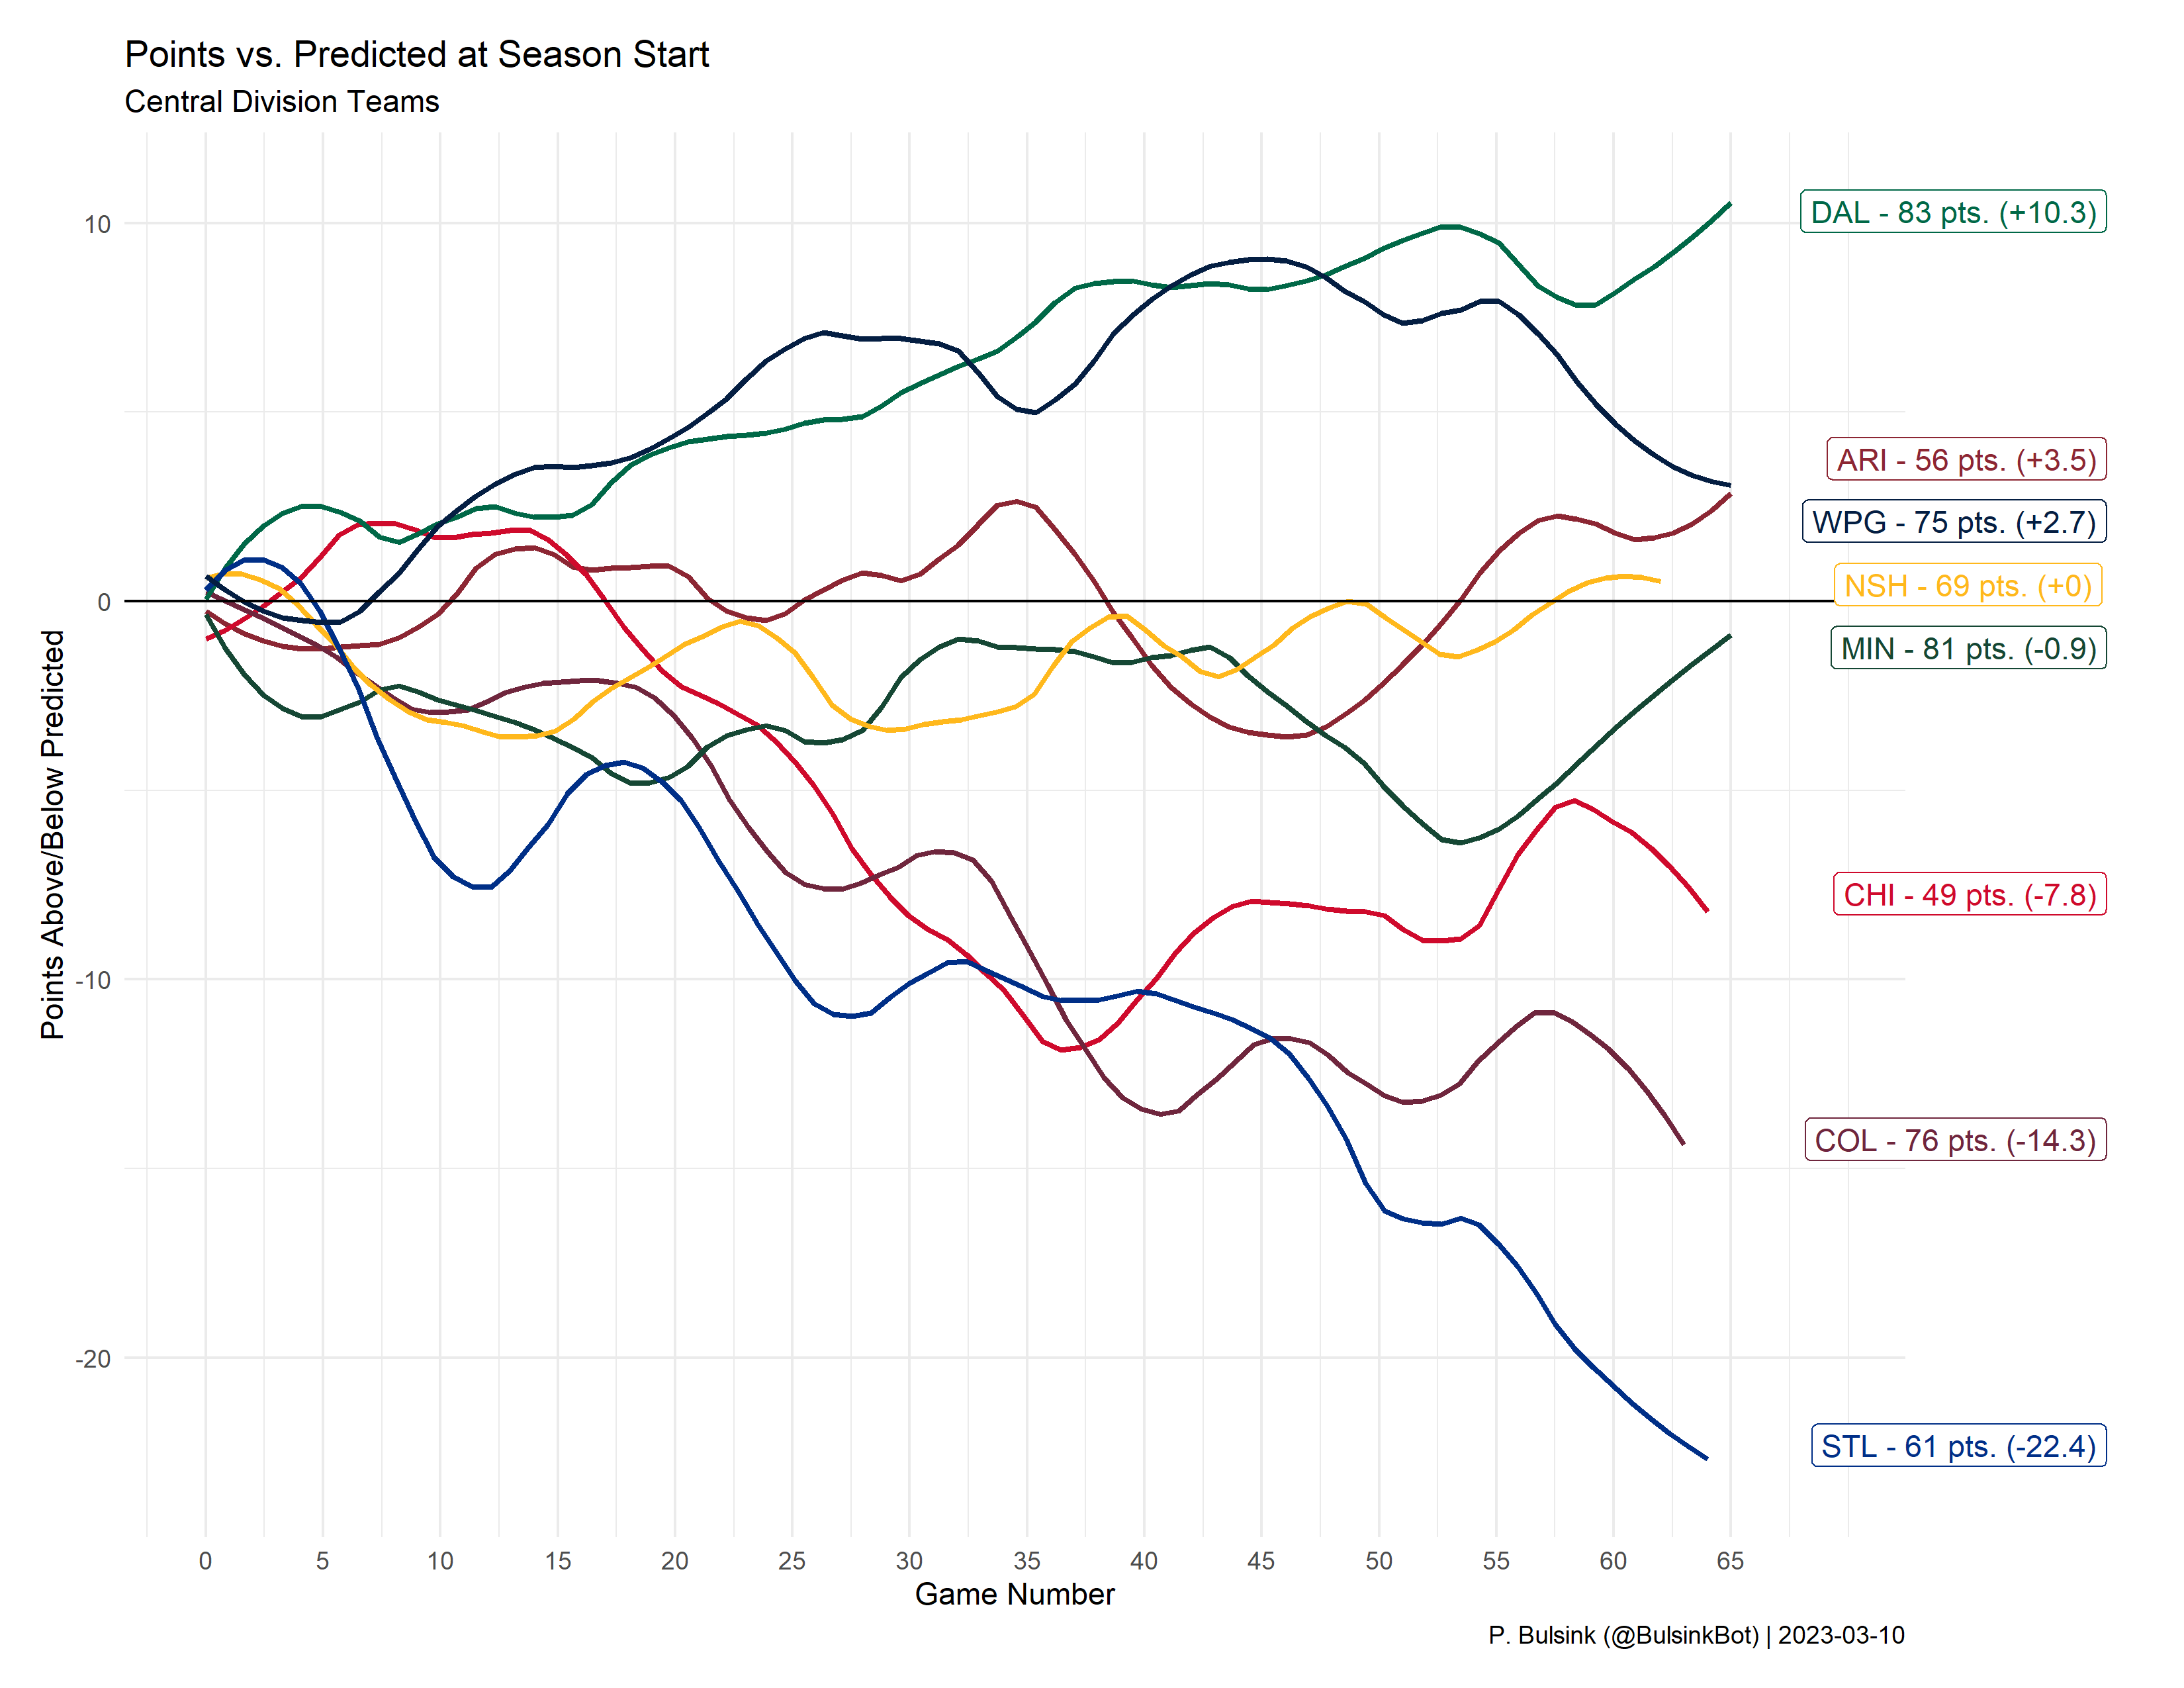 Points vs. Predicted at Season Start
Central Division Teams
Points Above/Below Predicted
10
0
-10
-20
DAL - 83 pts. (+10.3)
ARI - 56 pts. (+3.5)
WPG - 75 pts. (+2.7)
NSH - 69 pts. (+0)
MIN - 81 pts. (-0.9)
CHI - 49 pts. (-7.8)
COL - 76 pts. (-14.3)
STL - 61 pts. (-22.4)
0 5 10 15 20 25 30 35 40 45 50 55 60 65
Game Number
P. Bulsink (@BulsinkBot) | 2023-03-10